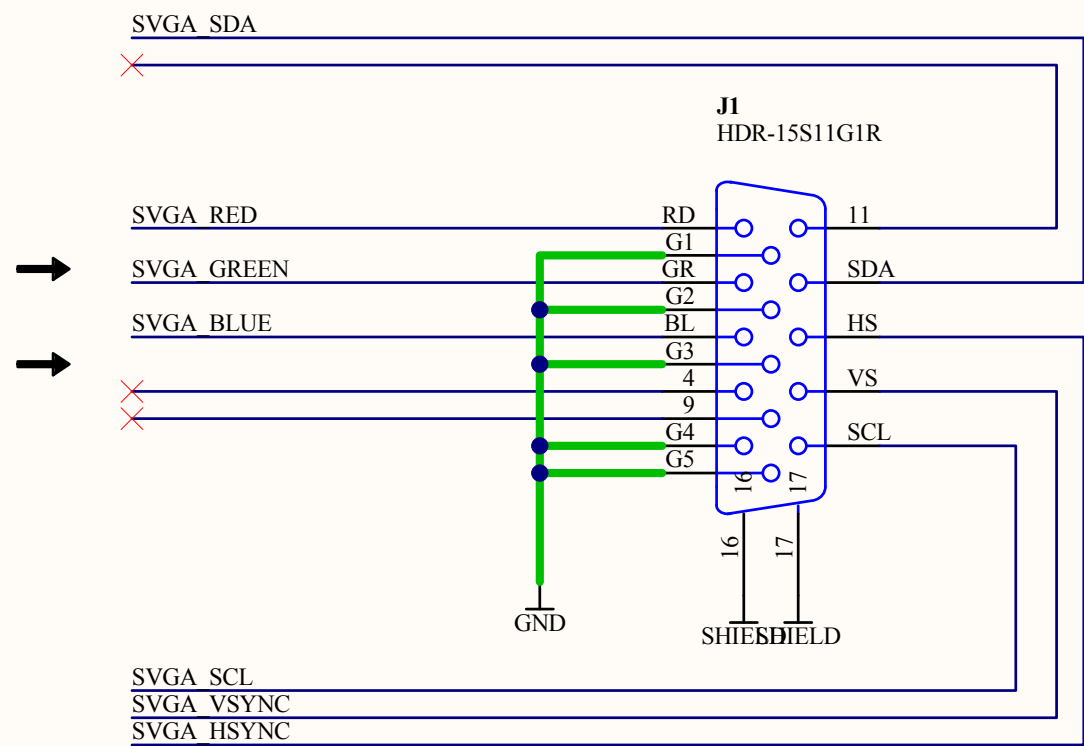 SVGA_SDA
J1
HDR-15S11G1R
SVGA_RED
RD
11
G1
SVGA_GREEN
GR
SDA
G2
SVGA_BLUE
BL
HS
G3
4
VS
9
G4
SCL
G5
16
17
16
17
GND
SHIELD
SHIELD
SVGA_SCL
SVGA_VSYNC
SVGA_HSYNC